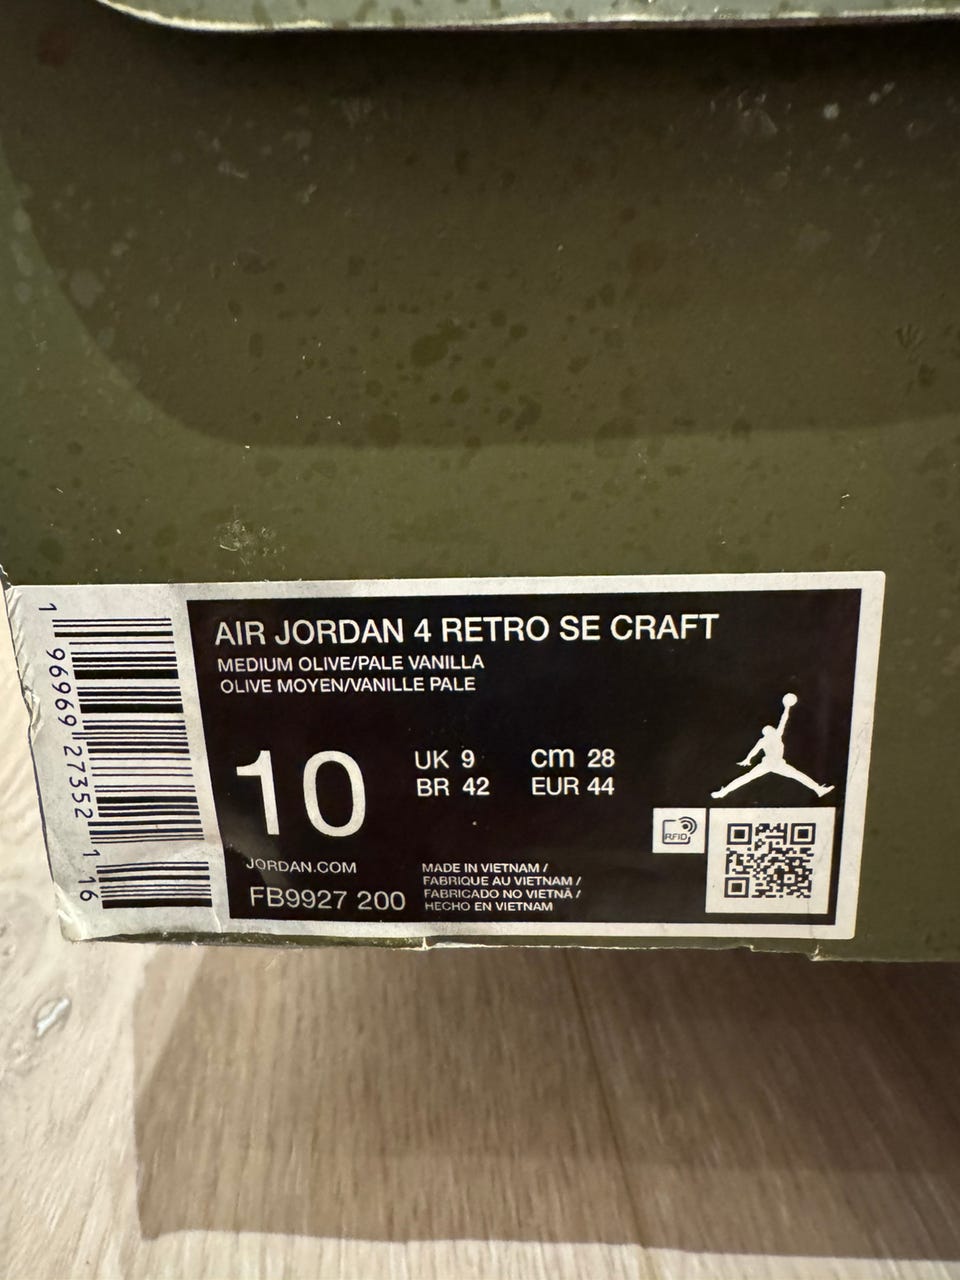 AIR JORDAN 4 RETRO SE CRAFT
MEDIUM OLIVE/PALE VANILLA
OLIVE MOYEN/VANILLE PALE
10
UK 9
cm 28
BR 42
EUR 44
RFID
JORDAN.COM
FB9927 200
MADE IN VIETNAM /
FABRIQUE AU VIETNAM /
FABRICADO NO VIETNÃ /
HECHO EN VIETNAM
1 96969 27352 1 16